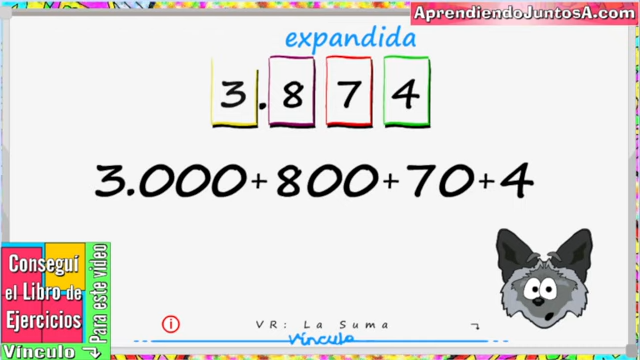 AprendiendoJuntosA.com
expandida
3.874
3.000+800+70+4
Conseguí
el Libro de
Ejercicios
Vínculo
Para este video
VR: La Suma
vínculo